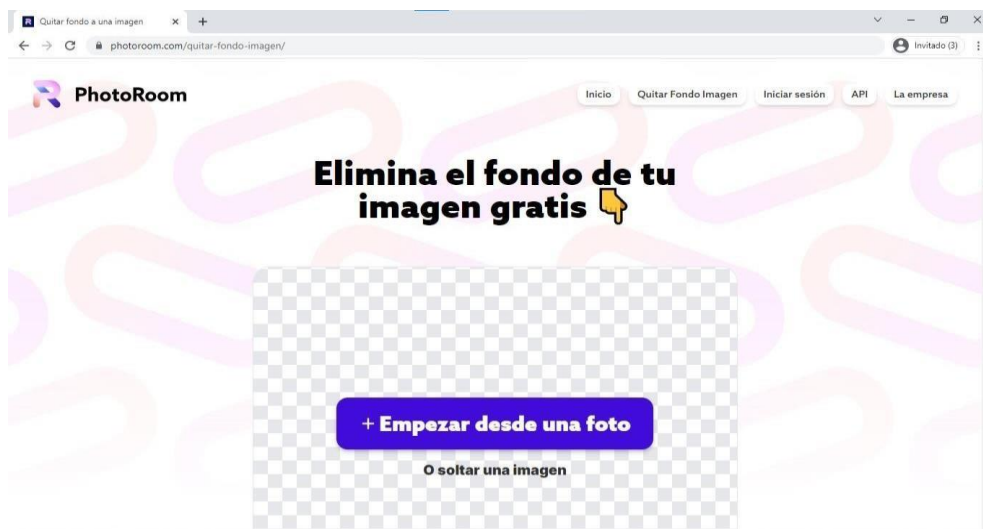 Quitar fondo a una imagen
photoroom.com/quitar-fondo-imagen/
Invitado (3)
PhotoRoom
Inicio
Quitar Fondo Imagen
Iniciar sesión
API
La empresa
Elimina el fondo de tu
imagen gratis 👇
+ Empezar desde una foto
O soltar una imagen